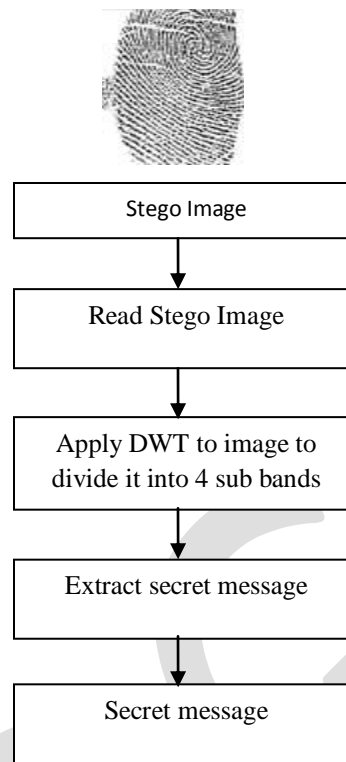 Stego Image
Read Stego Image
Apply DWT to image to
divide it into 4 sub bands
Extract secret message
Secret message